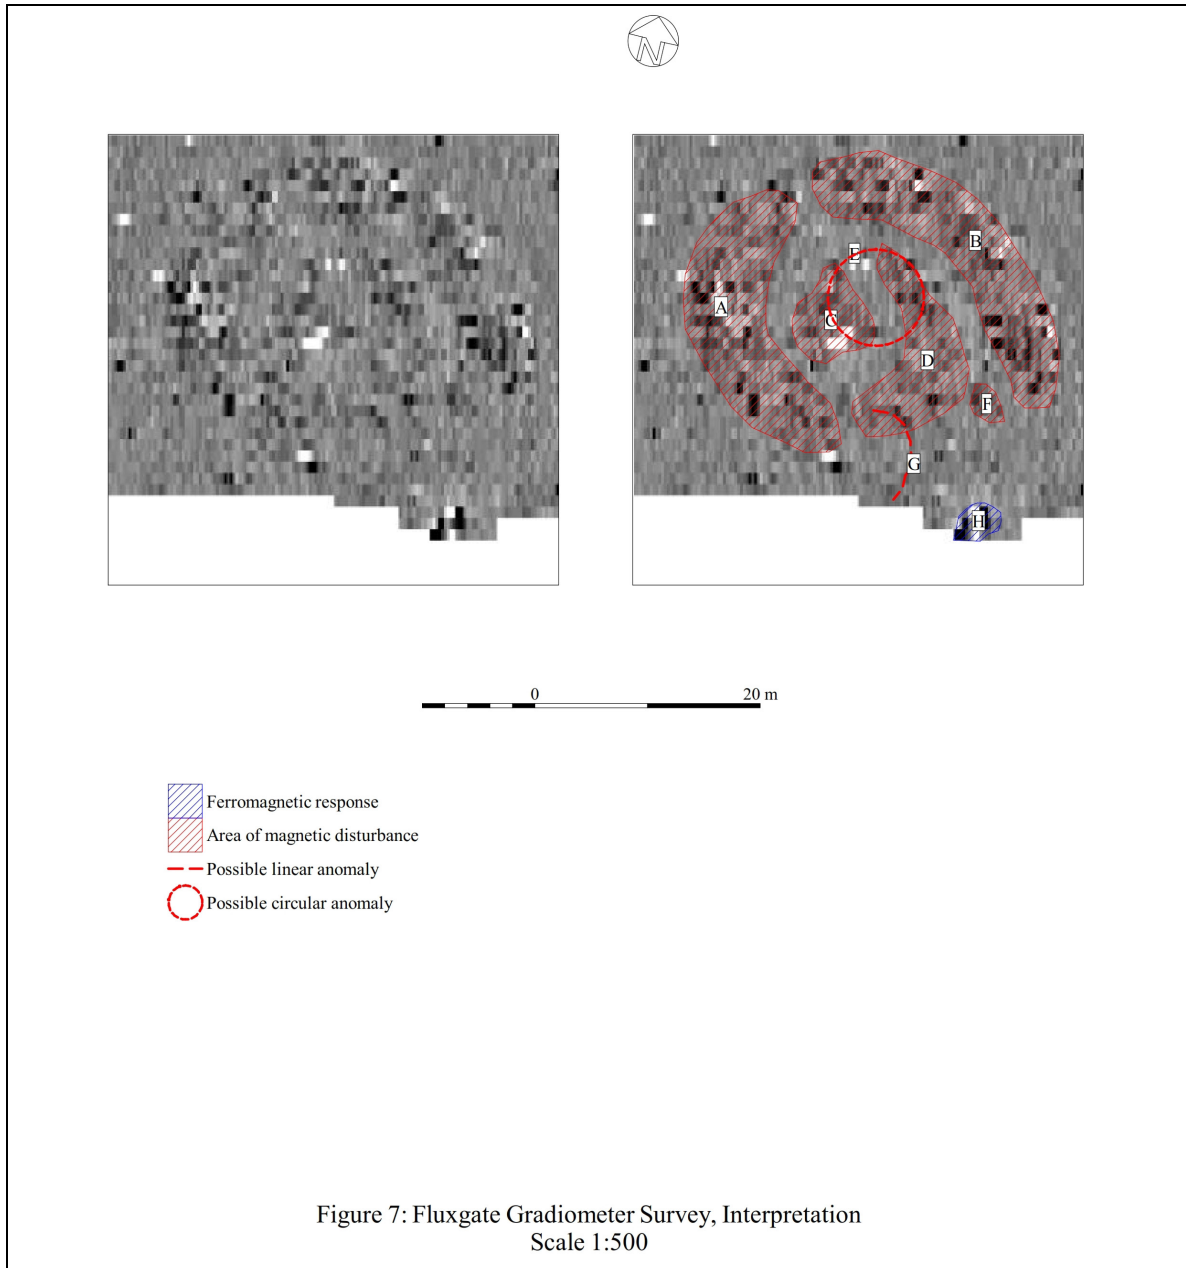 N
E
B
A
C
D
F
G
H
0 20 m
Ferromagnetic response
Area of magnetic disturbance
Possible linear anomaly
Possible circular anomaly
Figure 7: Fluxgate Gradiometer Survey, Interpretation
Scale 1:500